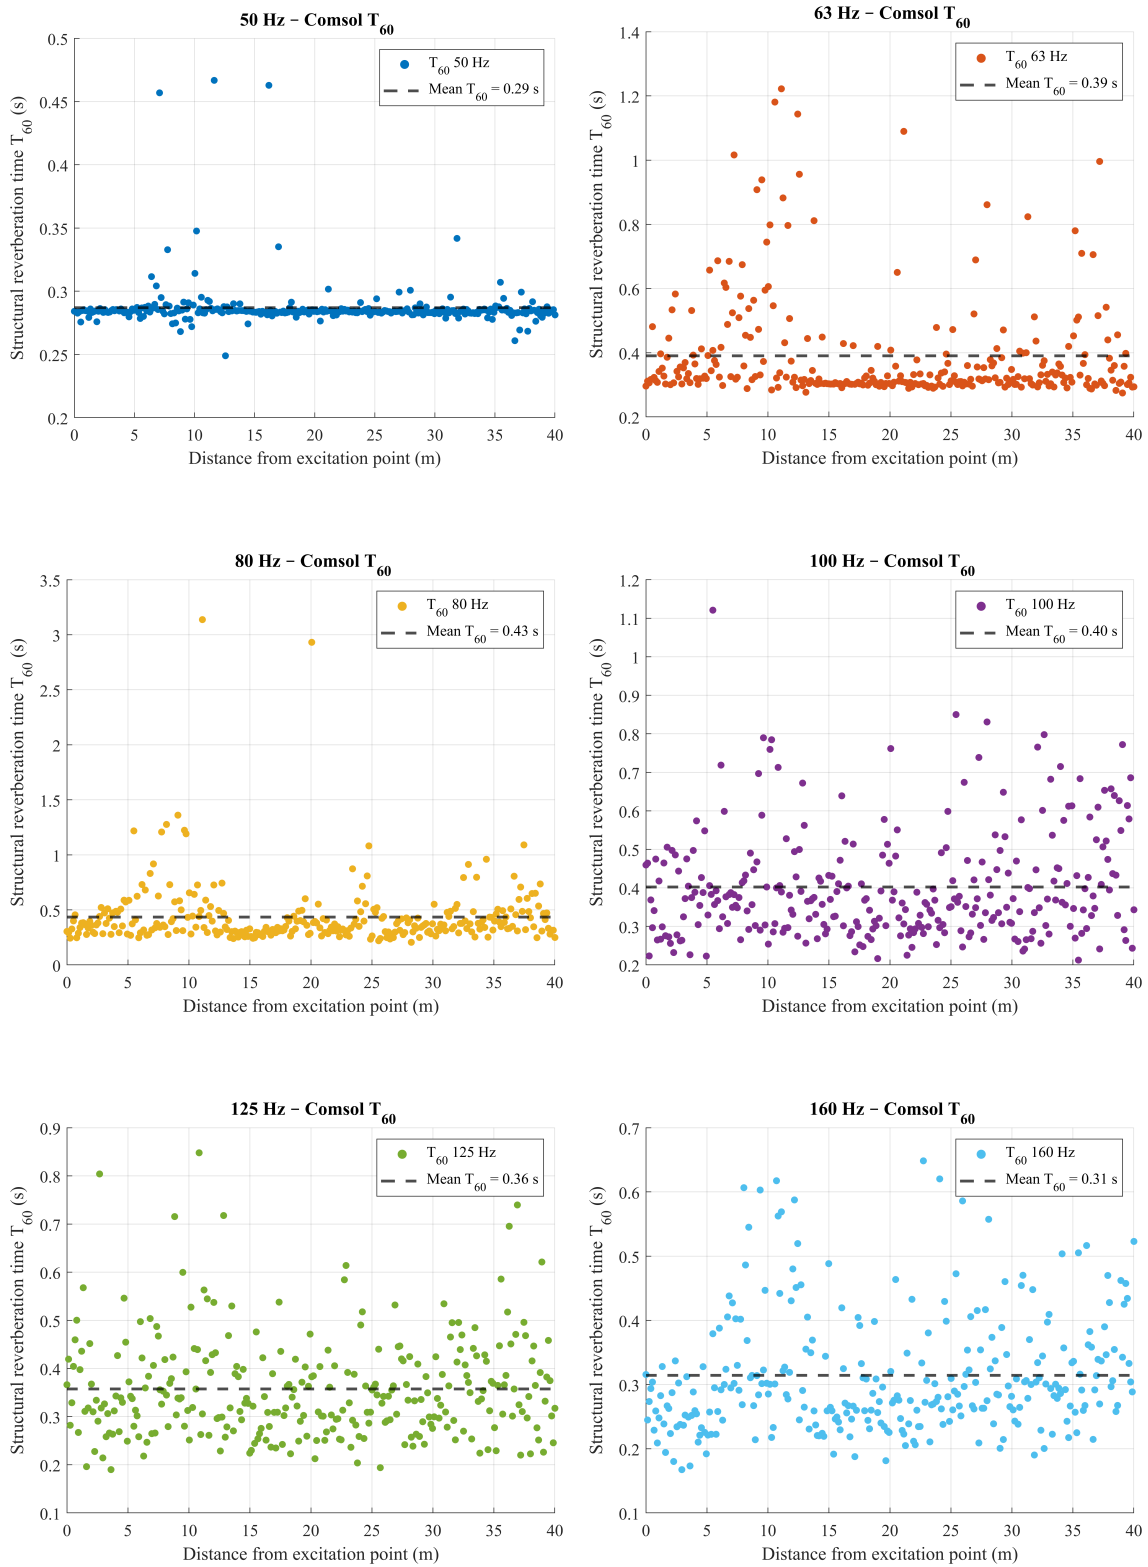 50 Hz − Comsol T60
Structural reverberation time T60 (s)
0.5
0.45
0.4
0.35
0.3
0.25
0.2
T60 50 Hz
Mean T60 = 0.29 s
0 5 10 15 20 25 30 35 40
Distance from excitation point (m)
63 Hz − Comsol T60
Structural reverberation time T60 (s)
1.4
1.2
1
0.8
0.6
0.4
0.2
T60 63 Hz
Mean T60 = 0.39 s
0 5 10 15 20 25 30 35 40
Distance from excitation point (m)
80 Hz − Comsol T60
Structural reverberation time T60 (s)
3.5
3
2.5
2
1.5
1
0.5
0
T60 80 Hz
Mean T60 = 0.43 s
0 5 10 15 20 25 30 35 40
Distance from excitation point (m)
100 Hz − Comsol T60
Structural reverberation time T60 (s)
1.2
1.1
1
0.9
0.8
0.7
0.6
0.5
0.4
0.3
0.2
T60 100 Hz
Mean T60 = 0.40 s
0 5 10 15 20 25 30 35 40
Distance from excitation point (m)
125 Hz − Comsol T60
Structural reverberation time T60 (s)
0.9
0.8
0.7
0.6
0.5
0.4
0.3
0.2
0.1
T60 125 Hz
Mean T60 = 0.36 s
0 5 10 15 20 25 30 35 40
Distance from excitation point (m)
160 Hz − Comsol T60
Structural reverberation time T60 (s)
0.7
0.6
0.5
0.4
0.3
0.2
0.1
T60 160 Hz
Mean T60 = 0.31 s
0 5 10 15 20 25 30 35 40
Distance from excitation point (m)